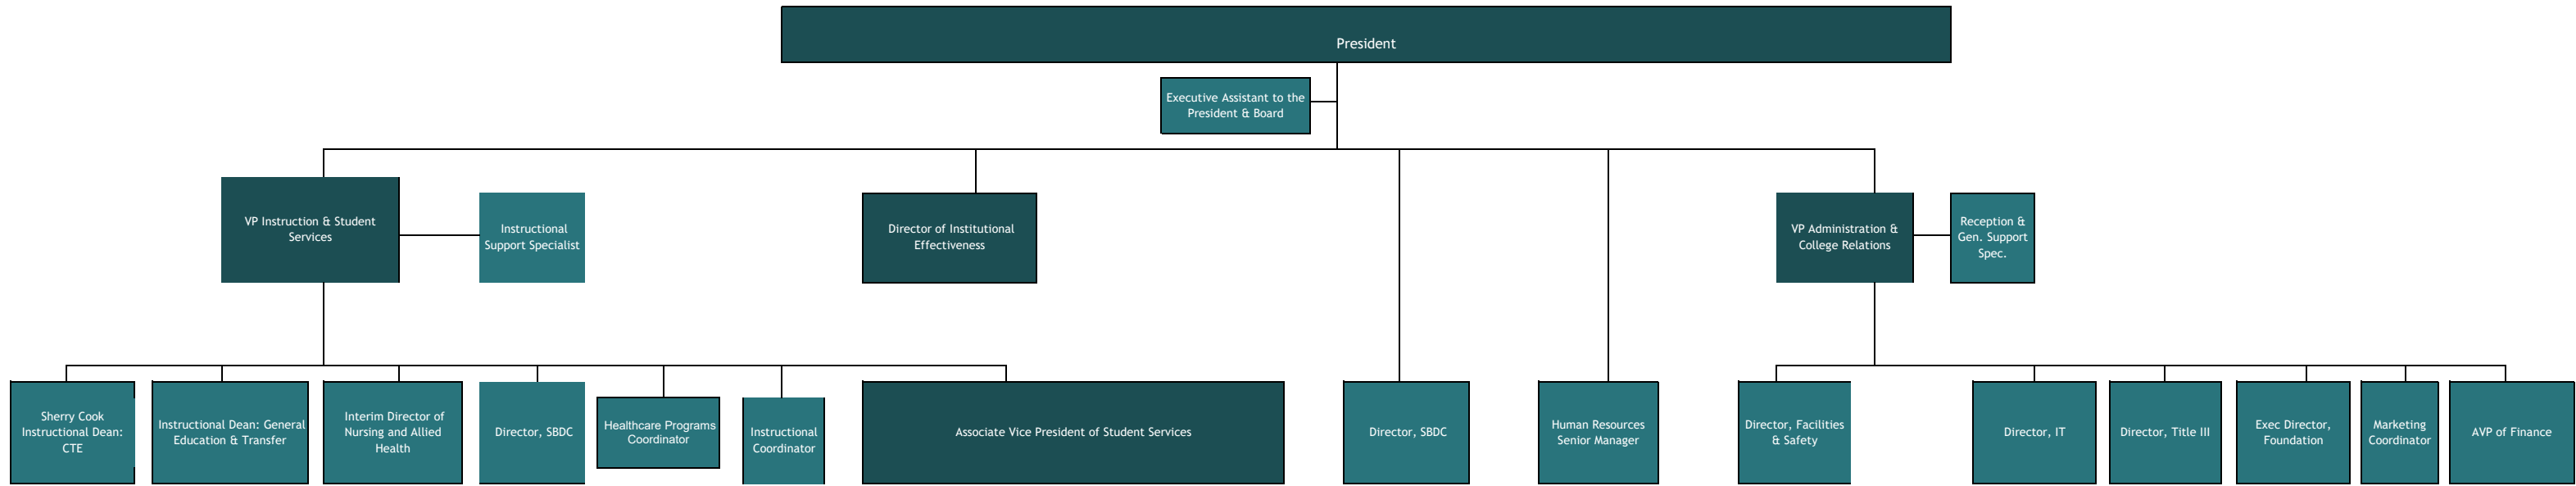 President
Executive Assistant to the
President & Board
VP Instruction & Student
Services
Instructional
Support Specialist
Director of Institutional
Effectiveness
VP Administration &
College Relations
Reception &
Gen. Support
Spec.
Sherry Cook
Instructional Dean:
CTE
Instructional Dean: General
Education & Transfer
Interim Director of
Nursing and Allied
Health
Director, SBDC
Healthcare Programs
Coordinator
Instructional
Coordinator
Associate Vice President of Student Services
Director, SBDC
Human Resources
Senior Manager
Director, Facilities
& Safety
Director, IT
Director, Title III
Exec Director,
Foundation
Marketing
Coordinator
AVP of Finance